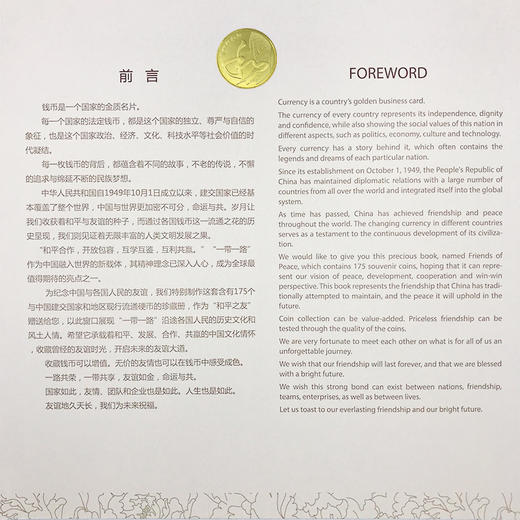 前言
钱币是一个国家的金质名片。
每一个国家的法定钱币，都是这个国家的独立、尊严与自信的
象征，也是这个国家政治、经济、文化、科技水平等社会价值的时
代凝结。
每一枚钱币的背后，都蕴含着不同的故事，不老的传说，不懈
的追求与绵延不断的民族梦想。
中华人民共和国自1949年10月1日成立以来，建交国家已经基
本覆盖了整个世界，中国与世界更加密不可分，命运与共。岁月让
我们收获着和平与友谊的种子，而通过各国钱币这一流通之花的历
史呈现，我们则见证着无限丰富的人类文明发展之果。
“和平合作，开放包容，互学互鉴，互利共赢。”“一带一路”
作为中国融入世界的新载体，其精神理念已深入人心，成为全球最
值得期待的亮点之一。
为纪念中国与各国人民的友谊，我们特别制作这套含有175个
与中国建交国家和地区现行流通硬币的珍藏册，作为“和平之友”
赠送给您，以此窗口展现“一带一路”沿途各国人民的历史文化和
风土人情。希望它承载着和平、发展、合作、共赢的中国文化情怀
，收藏曾经的友谊时光，开启未来的友谊大道。
收藏钱币可以增值。无价的友情也可以在钱币中感受成色。
一路共荣，一带共享，友谊如金，命运与共。
国家如此，友情、团队和企业也是如此。人生也是如此。
友谊地久天长，我们为未来祝福。
FOREWORD
Currency is a country's golden business card.
The currency of every country represents its independence, dignity
and confidence, while also showing the social values of this nation in
different aspects, such as politics, economy, culture and technology.
Every currency has a story behind it, which often contains the
legends and dreams of each particular nation.
Since its establishment on October 1, 1949, the People's Republic of
China has maintained diplomatic relations with a large number of
countries from all over the world and integrated itself into the global
system.
As time has passed, China has achieved friendship and peace
throughout the world. The changing currency in different countries
serves as a testament to the continuous development of its civiliza-
tion.
We would like to give you this precious book, named Friends of
Peace, which contains 175 souvenir coins, hoping that it can repre-
sent our vision of peace, development, cooperation and win-win
perspective. This book represents the friendship that China has tra-
ditionally attempted to maintain, and the peace it will uphold in the
future.
Coin collection can be value-added. Priceless friendship can be
tested through the quality of the coins.
We are very fortunate to meet each other on what is for all of us an
unforgettable journey.
We wish that our friendship will last forever, and that we are blessed
with a bright future.
We wish this strong bond can exist between nations, friendship,
teams, enterprises, as well as between lives.
Let us toast to our everlasting friendship and our bright future.